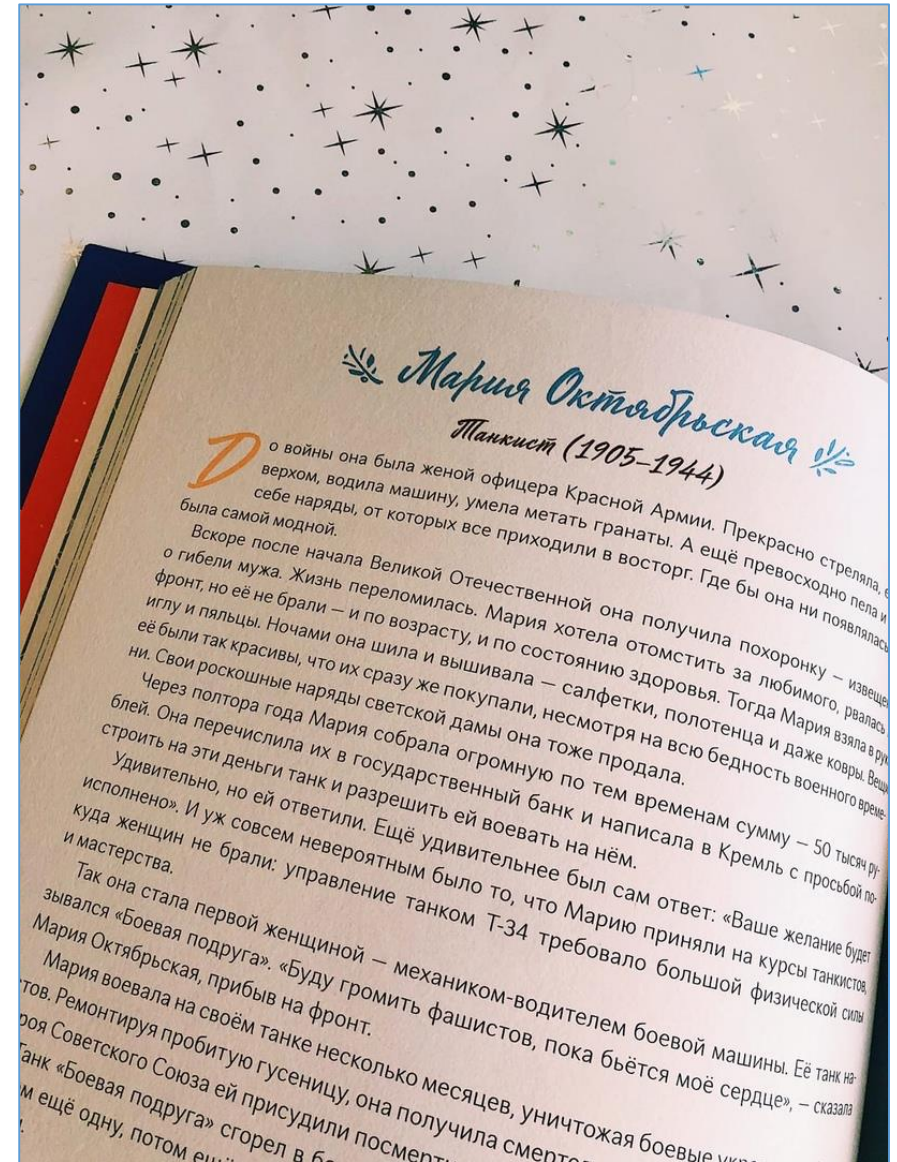 Мария Октябрьская
Танкист (1905–1944)
До войны она была женой офицера Красной Армии. Прекрасно стреляла,
верхом, водила машину, умела метать гранаты. А ещё превосходно пела и
себе наряды, от которых все приходили в восторг. Где бы она ни появлялась
была самой модной.
Вскоре после начала Великой Отечественной она получила похоронку — извеще
о гибели мужа. Жизнь переломилась. Мария хотела отомстить за любимого, рвалась
фронт, но её не брали — и по возрасту, и по состоянию здоровья. Тогда Мария взяла в рук
иглу и пяльцы. Ночами она шила и вышивала — салфетки, полотенца и даже ковры. Вещи
её были так красивы, что их сразу же покупали, несмотря на всю бедность военного време-
ни. Свои роскошные наряды светской дамы она тоже продала.
Через полтора года Мария собрала огромную по тем временам сумму — 50 тысяч ру-
блей. Она перечислила их в государственный банк и написала в Кремль с просьбой по-
строить на эти деньги танк и разрешить ей воевать на нём.
Удивительно, но ей ответили. Ещё удивительнее был сам ответ: «Ваше желание будет
исполнено». И уж совсем невероятным было то, что Марию приняли на курсы танкистов,
куда женщин не брали: управление танком Т-34 требовало большой физической силы
и мастерства.
Так она стала первой женщиной — механиком-водителем боевой машины. Её танк на-
зывался «Боевая подруга». «Буду громить фашистов, пока бьётся моё сердце», — сказала
Мария Октябрьская, прибыв на фронт.
Мария воевала на своём танке несколько месяцев, уничтожая боевые укре
тов. Ремонтируя пробитую гусеницу, она получила смертел
роя Советского Союза ей присудили посмерт
Танк «Боевая подруга» сгорел в бо
м ещё одну, потом ещё